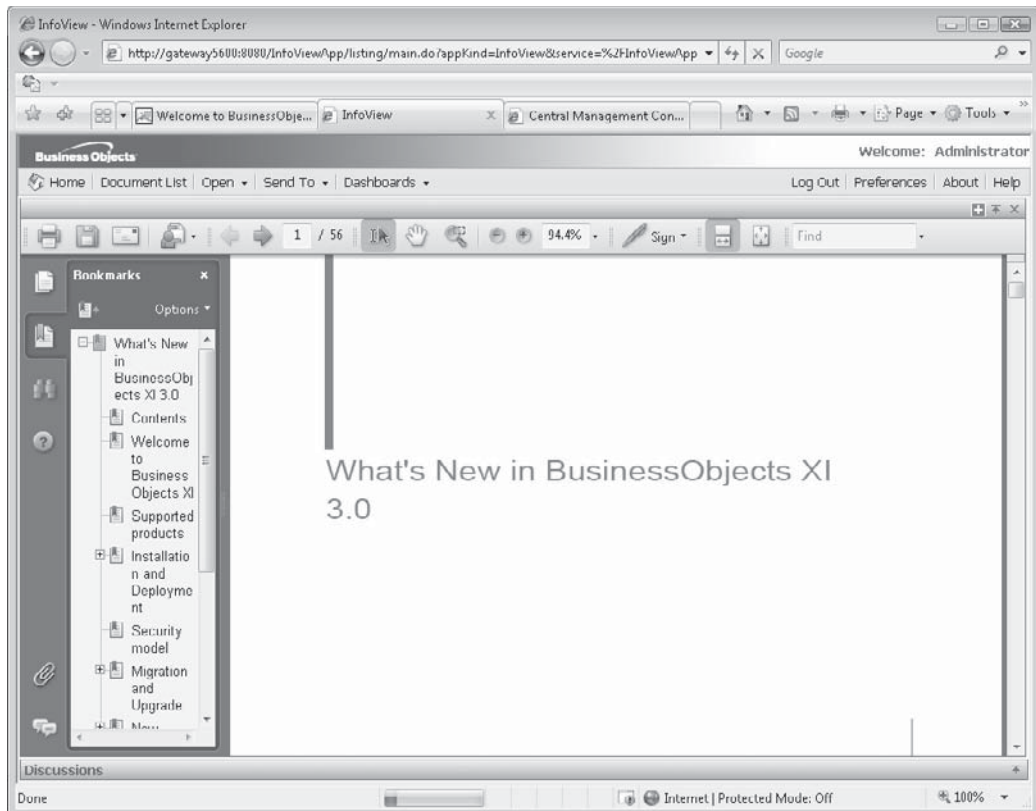 InfoView - Windows Internet Explorer
http://gateway5600:8080/InfoViewApp/listing/main.do?appKind=InfoView&service=%2FInfoViewApp
Google
Welcome to BusinessObje...
InfoView
Central Management Con...
Page
Tools
Business Objects
Welcome: Administrator
Home
Document List
Open
Send To
Dashboards
Log Out
Preferences
About
Help
1 / 56
94.4%
Sign
Find
Bookmarks
Options
What's New
in
BusinessObj
ects XI 3.0
Contents
Welcome
to
Business
Objects XI
Supported
products
Installatio
n and
Deployme
nt
Security
model
Migration
and
Upgrade
New
What's New in BusinessObjects XI
3.0
Discussions
Done
Internet | Protected Mode: Off
100%